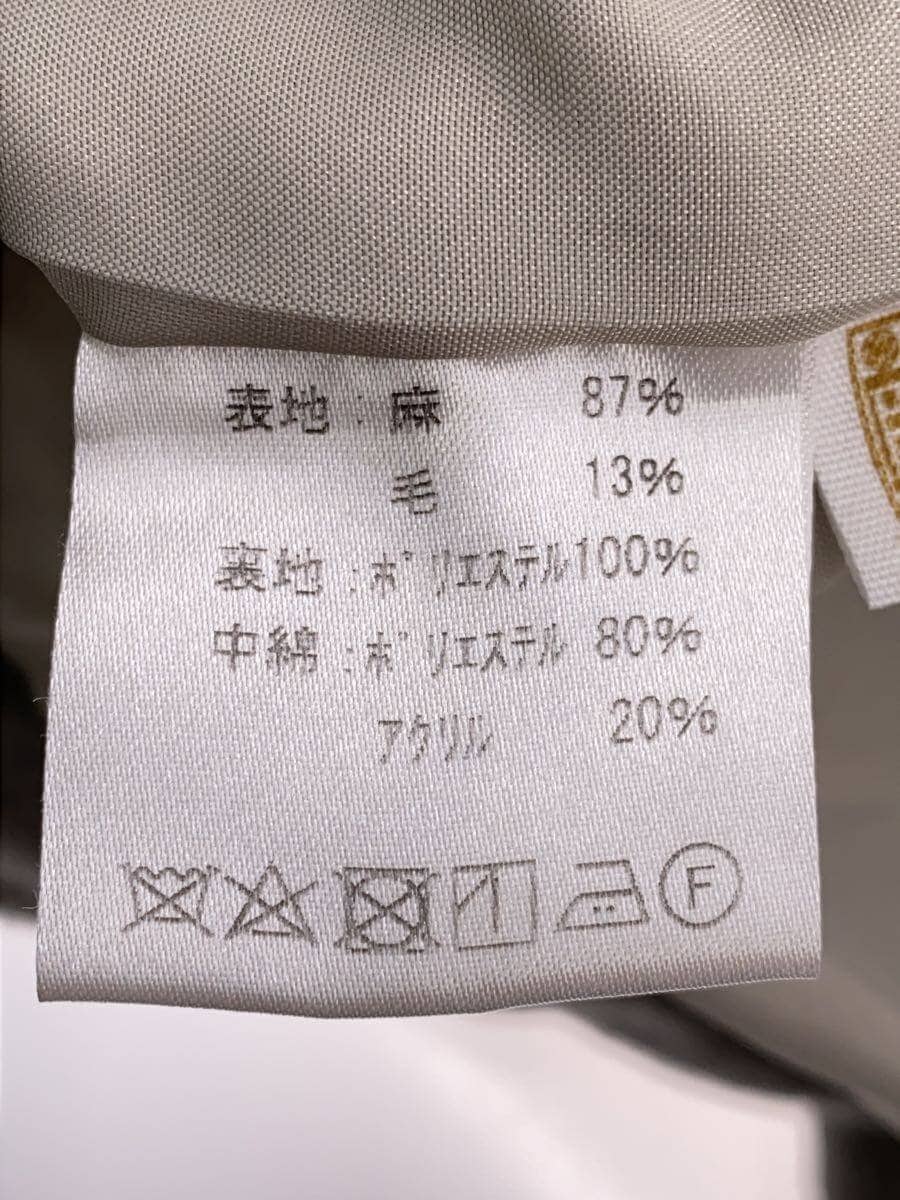 表地:麻 87%
毛 13%
裏地:ポリエステル100%
中綿:ポリエステル 80%
アクリル 20%
F